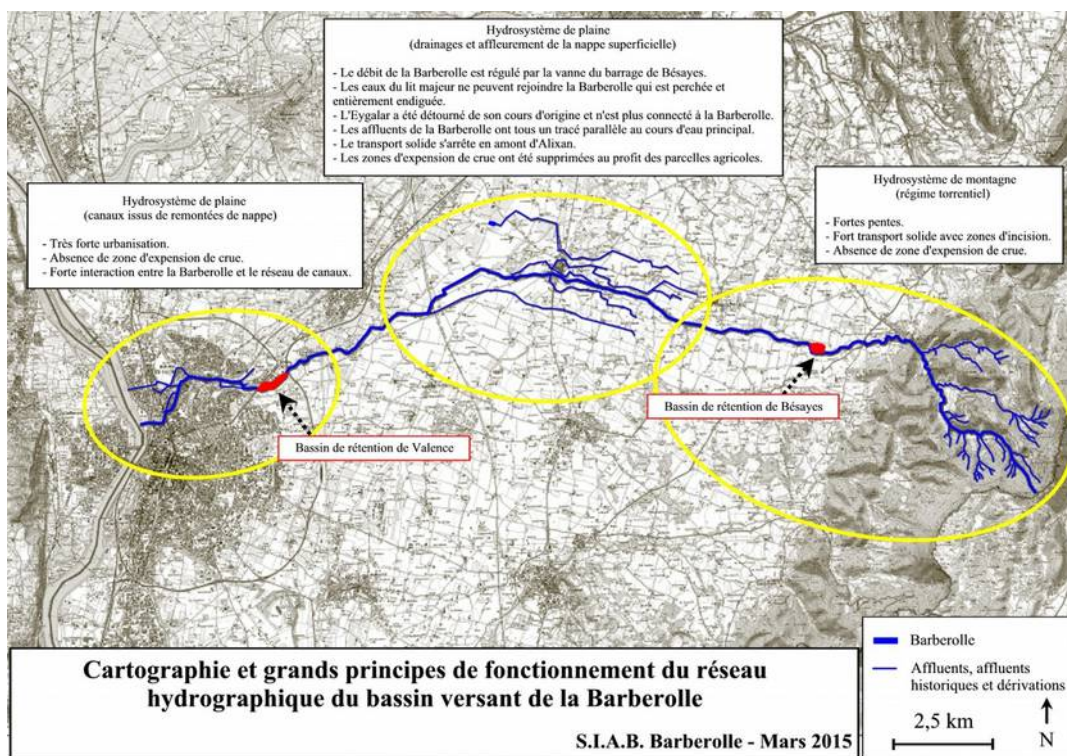 Hydrosystème de plaine
(drainages et affleurement de la nappe superficielle)
- Le débit de la Barberolle est régulé par la vanne du barrage de Bésayes.
- Les eaux du lit majeur ne peuvent rejoindre la Barberolle qui est perchée et
entièrement endiguée.
- L'Eygalar a été détourné de son cours d'origine et n'est plus connecté à la Barberolle.
- Les affluents de la Barberolle ont tous un tracé parallèle au cours d'eau principal.
- Le transport solide s'arrête en amont d'Alixan.
- Les zones d'expension de crue ont été supprimées au profit des parcelles agricoles.
Hydrosystème de plaine
(canaux issus de remontées de nappe)
- Très forte urbanisation.
- Absence de zone d'expension de crue.
- Forte interaction entre la Barberolle et le réseau de canaux.
Hydrosystème de montagne
(régime torrentiel)
- Fortes pentes.
- Fort transport solide avec zones d'incision.
- Absence de zone d'expension de crue.
Bassin de rétention de Bésayes
Bassin de rétention de Valence
Cartographie et grands principes de fonctionnement du réseau
hydrographique du bassin versant de la Barberolle
S.I.A.B. Barberolle - Mars 2015
Barberolle
Affluents, affluents
historiques et dérivations
2,5 km
N